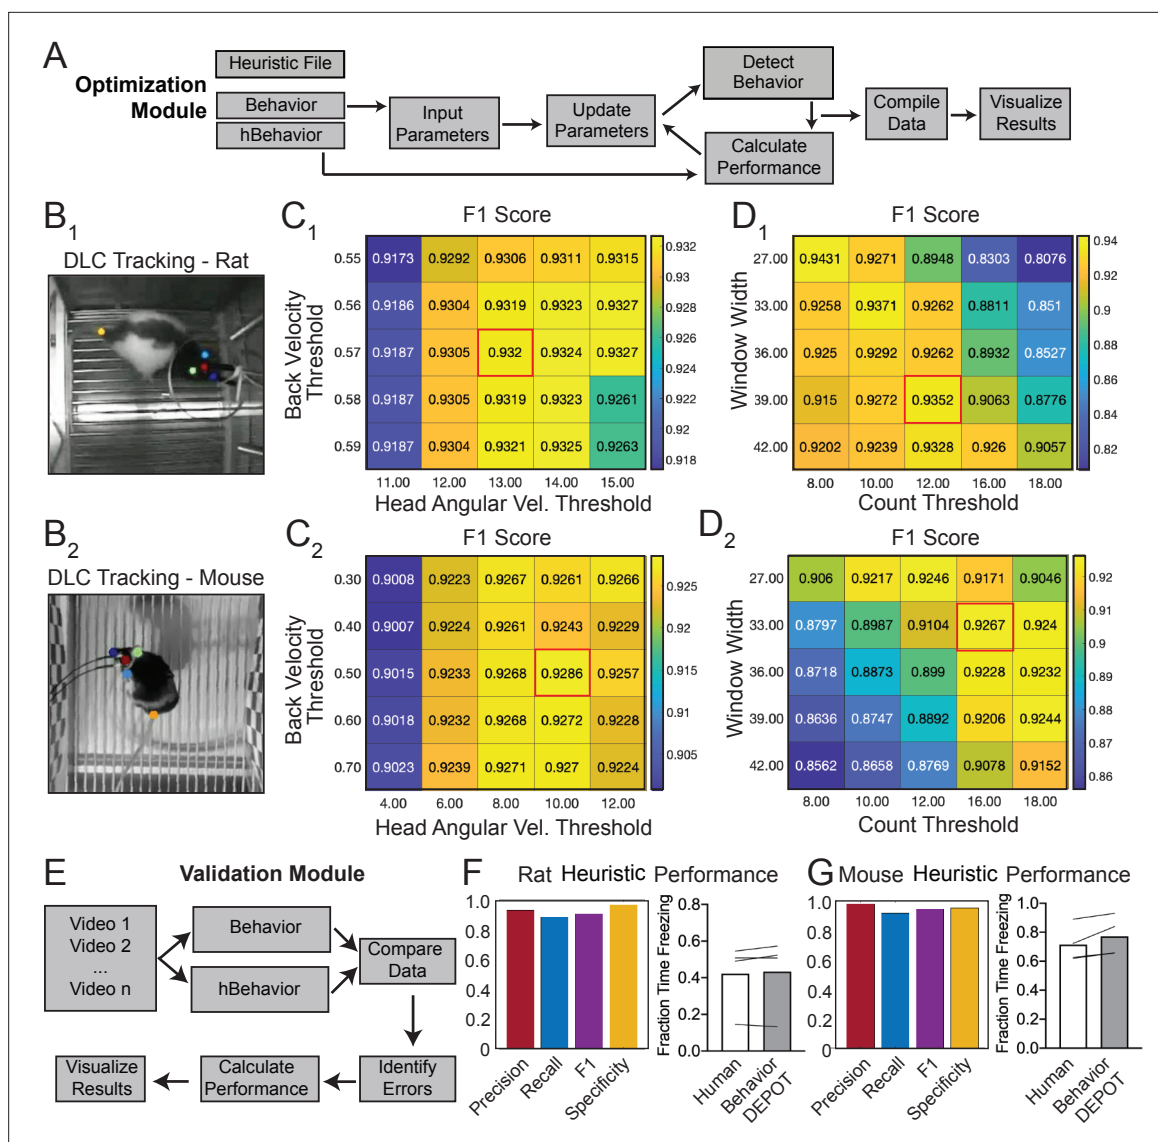 A
Optimization
Module
Heuristic File
Behavior
hBehavior
Input
Parameters
Update
Parameters
Detect
Behavior
Calculate
Performance
Compile
Data
Visualize
Results
B1
DLC Tracking - Rat
C1
F1 Score
Back Velocity
Threshold
0.55 0.9173 0.9292 0.9306 0.9311 0.9315
0.56 0.9186 0.9304 0.9319 0.9323 0.9327
0.57 0.9187 0.9305 0.932 0.9324 0.9327
0.58 0.9187 0.9305 0.9319 0.9323 0.9261
0.59 0.9187 0.9304 0.9321 0.9325 0.9263
11.00 12.00 13.00 14.00 15.00
Head Angular Vel. Threshold
0.932
0.93
0.928
0.926
0.924
0.922
0.92
0.918
D1
F1 Score
Window Width
27.00 0.9431 0.9271 0.8948 0.8303 0.8076
33.00 0.9258 0.9371 0.9262 0.8811 0.851
36.00 0.925 0.9292 0.9262 0.8932 0.8527
39.00 0.915 0.9272 0.9352 0.9063 0.8776
42.00 0.9202 0.9239 0.9328 0.926 0.9057
8.00 10.00 12.00 16.00 18.00
Count Threshold
0.94
0.92
0.9
0.88
0.86
0.84
0.82
B2
DLC Tracking - Mouse
C2
F1 Score
Back Velocity
Threshold
0.30 0.9008 0.9223 0.9267 0.9261 0.9266
0.40 0.9007 0.9224 0.9261 0.9243 0.9229
0.50 0.9015 0.9233 0.9268 0.9286 0.9257
0.60 0.9018 0.9232 0.9268 0.9272 0.9228
0.70 0.9023 0.9239 0.9271 0.927 0.9224
4.00 6.00 8.00 10.00 12.00
Head Angular Vel. Threshold
0.925
0.92
0.915
0.91
0.905
D2
F1 Score
Window Width
27.00 0.906 0.9217 0.9246 0.9171 0.9046
33.00 0.8797 0.8987 0.9104 0.9267 0.924
36.00 0.8718 0.8873 0.899 0.9228 0.9232
39.00 0.8636 0.8747 0.8892 0.9206 0.9244
42.00 0.8562 0.8658 0.8769 0.9078 0.9152
8.00 10.00 12.00 16.00 18.00
Count Threshold
0.92
0.91
0.9
0.89
0.88
0.87
0.86
E
Validation Module
Video 1
Video 2
...
Video n
Behavior
hBehavior
Compare
Data
Identify
Errors
Calculate
Performance
Visualize
Results
F
Rat Heuristic Performance
1.0
0.8
0.6
0.4
0.2
0
Precision
Recall
F1
Specificity
Fraction Time Freezing
0.8
0.6
0.4
0.2
0.0
Human
Behavior
DEPOT
G
Mouse Heuristic Performance
1.0
0.8
0.6
0.4
0.2
0
Precision
Recall
F1
Specificity
Fraction Time Freezing
1.0
0.8
0.6
0.4
0.2
0.0
Human
Behavior
DEPOT